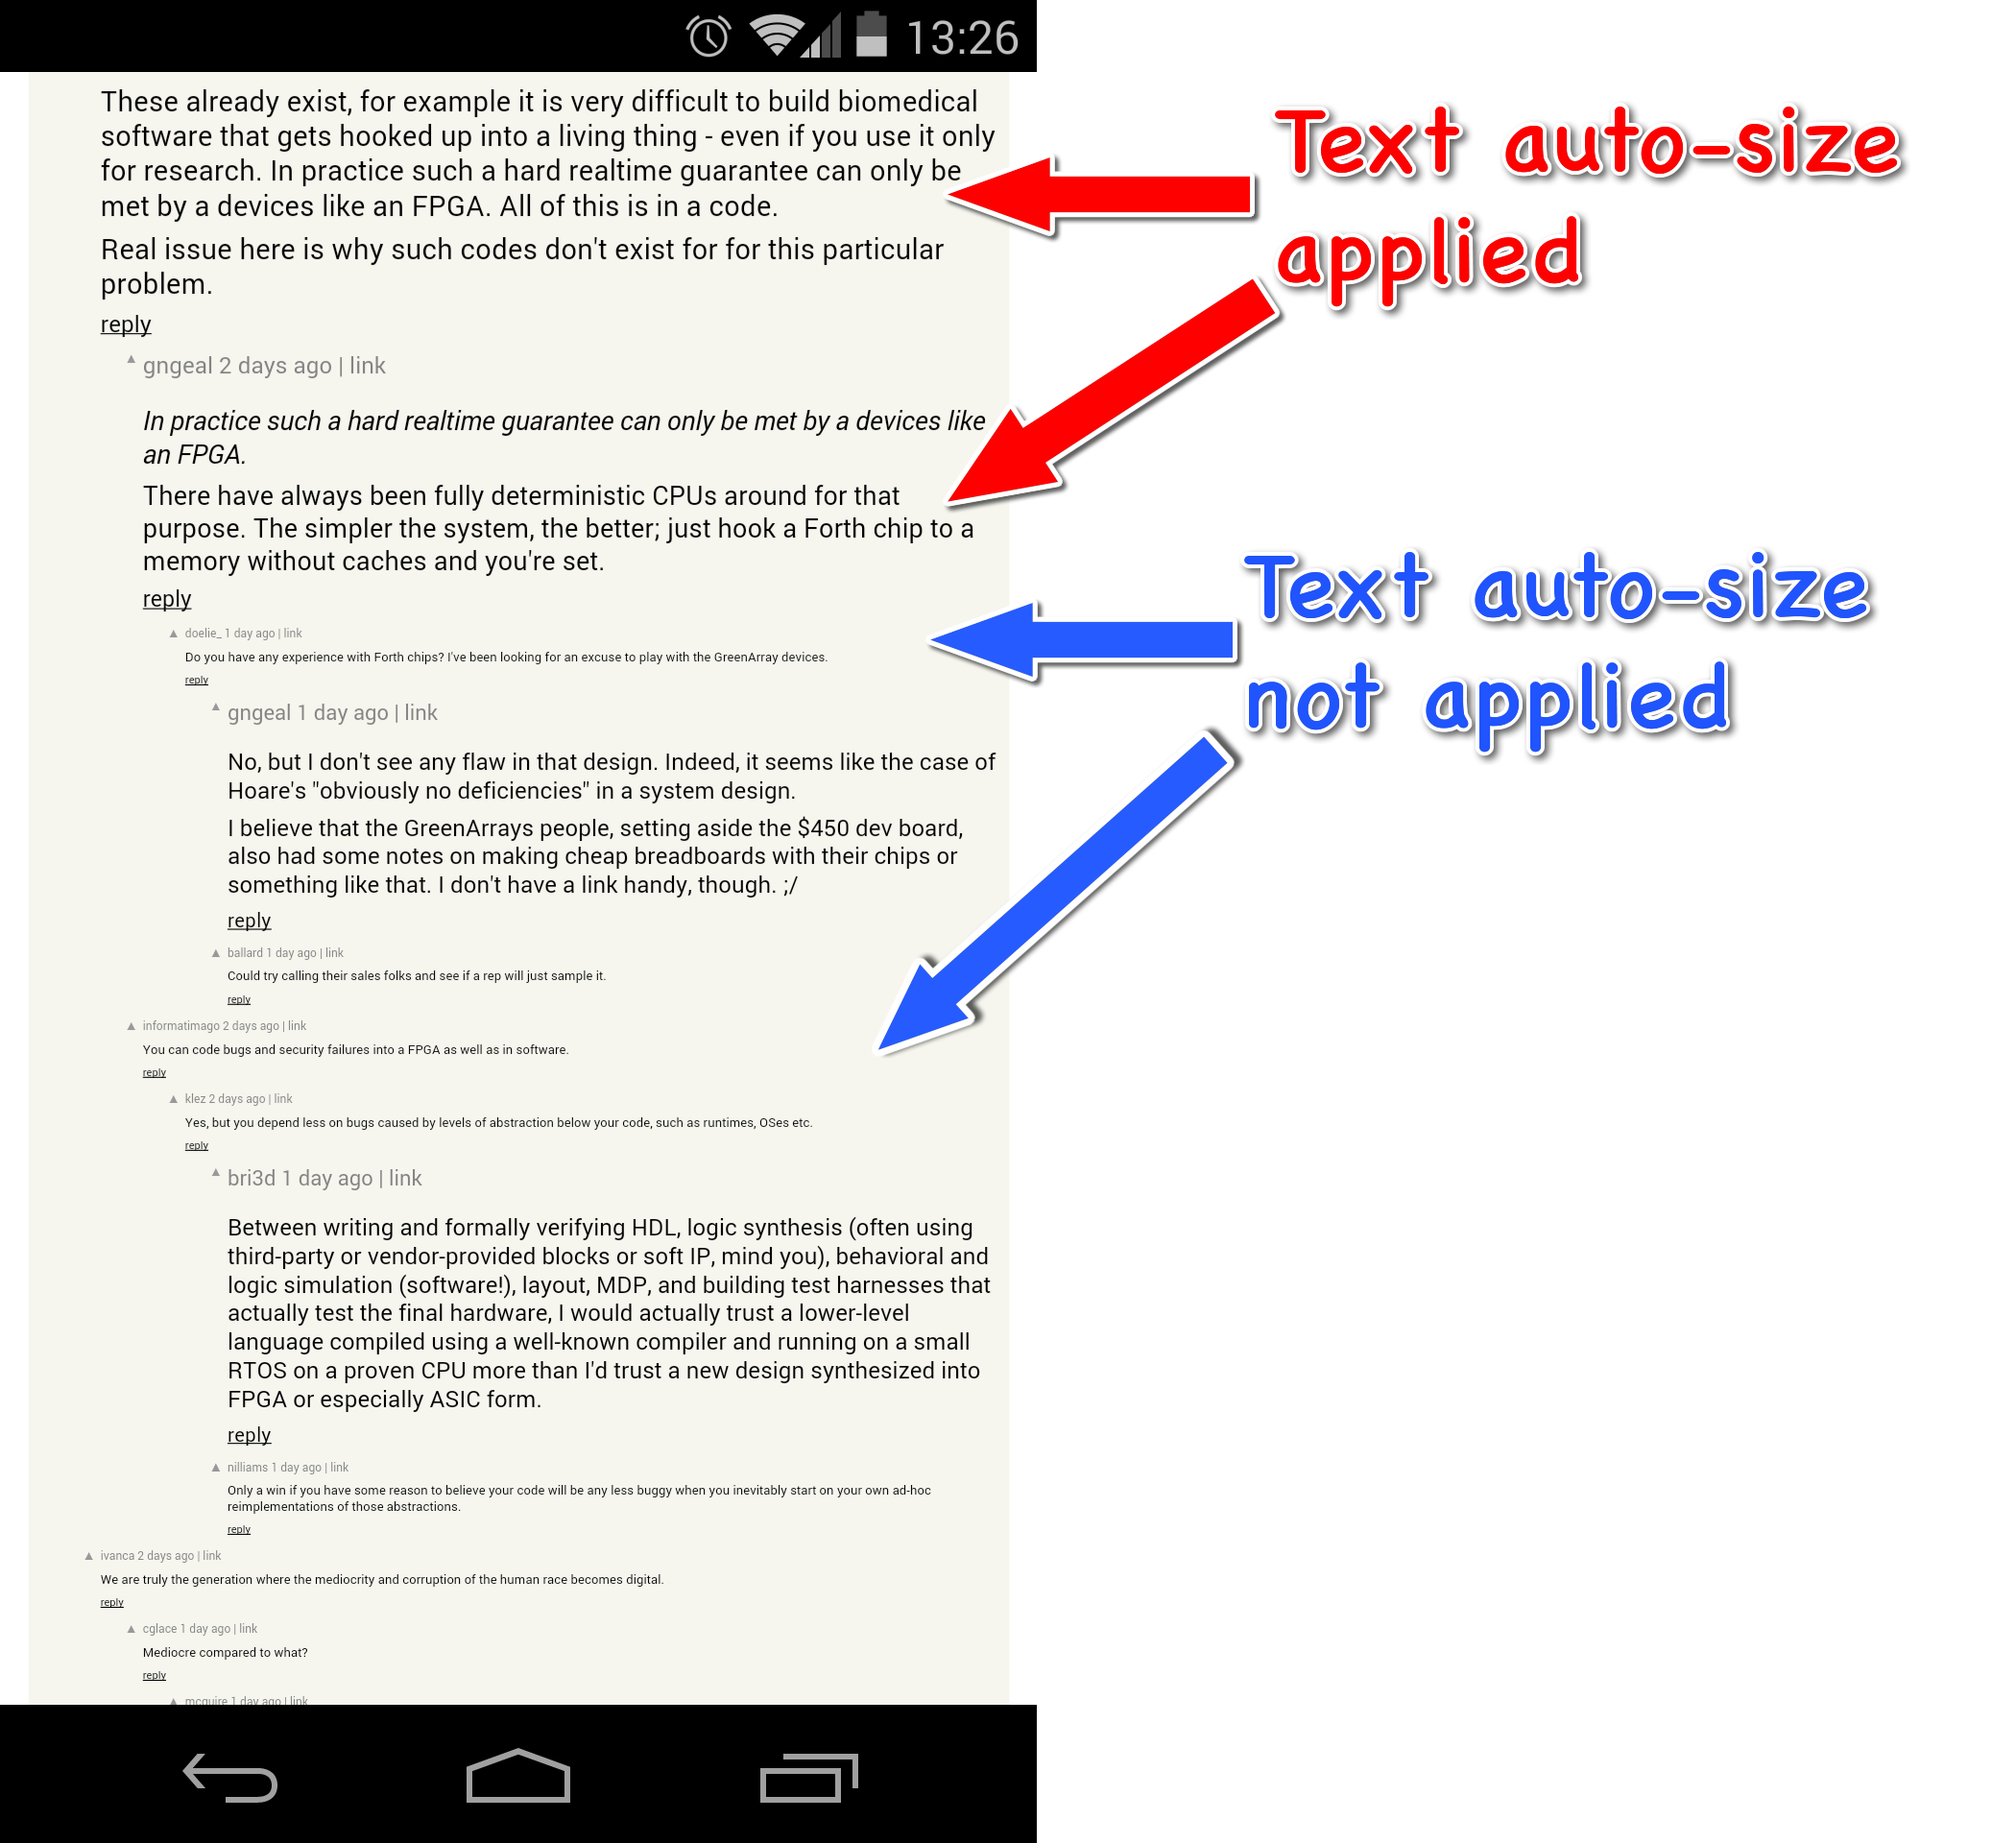 13:26
These already exist, for example it is very difficult to build biomedical
software that gets hooked up into a living thing - even if you use it only
for research. In practice such a hard realtime guarantee can only be
met by a devices like an FPGA. All of this is in a code.
Real issue here is why such codes don't exist for for this particular
problem.
reply
▲ gngeal 2 days ago | link
In practice such a hard realtime guarantee can only be met by a devices like
an FPGA.
There have always been fully deterministic CPUs around for that
purpose. The simpler the system, the better; just hook a Forth chip to a
memory without caches and you're set.
reply
▲ doelie_ 1 day ago | link
Do you have any experience with Forth chips? I've been looking for an excuse to play with the GreenArray devices.
reply
▲ gngeal 1 day ago | link
No, but I don't see any flaw in that design. Indeed, it seems like the case of
Hoare's "obviously no deficiencies" in a system design.
I believe that the GreenArrays people, setting aside the $450 dev board,
also had some notes on making cheap breadboards with their chips or
something like that. I don't have a link handy, though. ;/
reply
▲ ballard 1 day ago | link
Could try calling their sales folks and see if a rep will just sample it.
reply
▲ informatimago 2 days ago | link
You can code bugs and security failures into a FPGA as well as in software.
reply
▲ klez 2 days ago | link
Yes, but you depend less on bugs caused by levels of abstraction below your code, such as runtimes, OSes etc.
reply
▲ bri3d 1 day ago | link
Between writing and formally verifying HDL, logic synthesis (often using
third-party or vendor-provided blocks or soft IP, mind you), behavioral and
logic simulation (software!), layout, MDP, and building test harnesses that
actually test the final hardware, I would actually trust a lower-level
language compiled using a well-known compiler and running on a small
RTOS on a proven CPU more than I'd trust a new design synthesized into
FPGA or especially ASIC form.
reply
▲ nilliams 1 day ago | link
Only a win if you have some reason to believe your code will be any less buggy when you inevitably start on your own ad-hoc
reimplementations of those abstractions.
reply
▲ ivanca 2 days ago | link
We are truly the generation where the mediocrity and corruption of the human race becomes digital.
reply
▲ cglace 1 day ago | link
Mediocre compared to what?
reply
▲ mcguire 1 day ago | link
Text auto-size
applied
Text auto-size
not applied